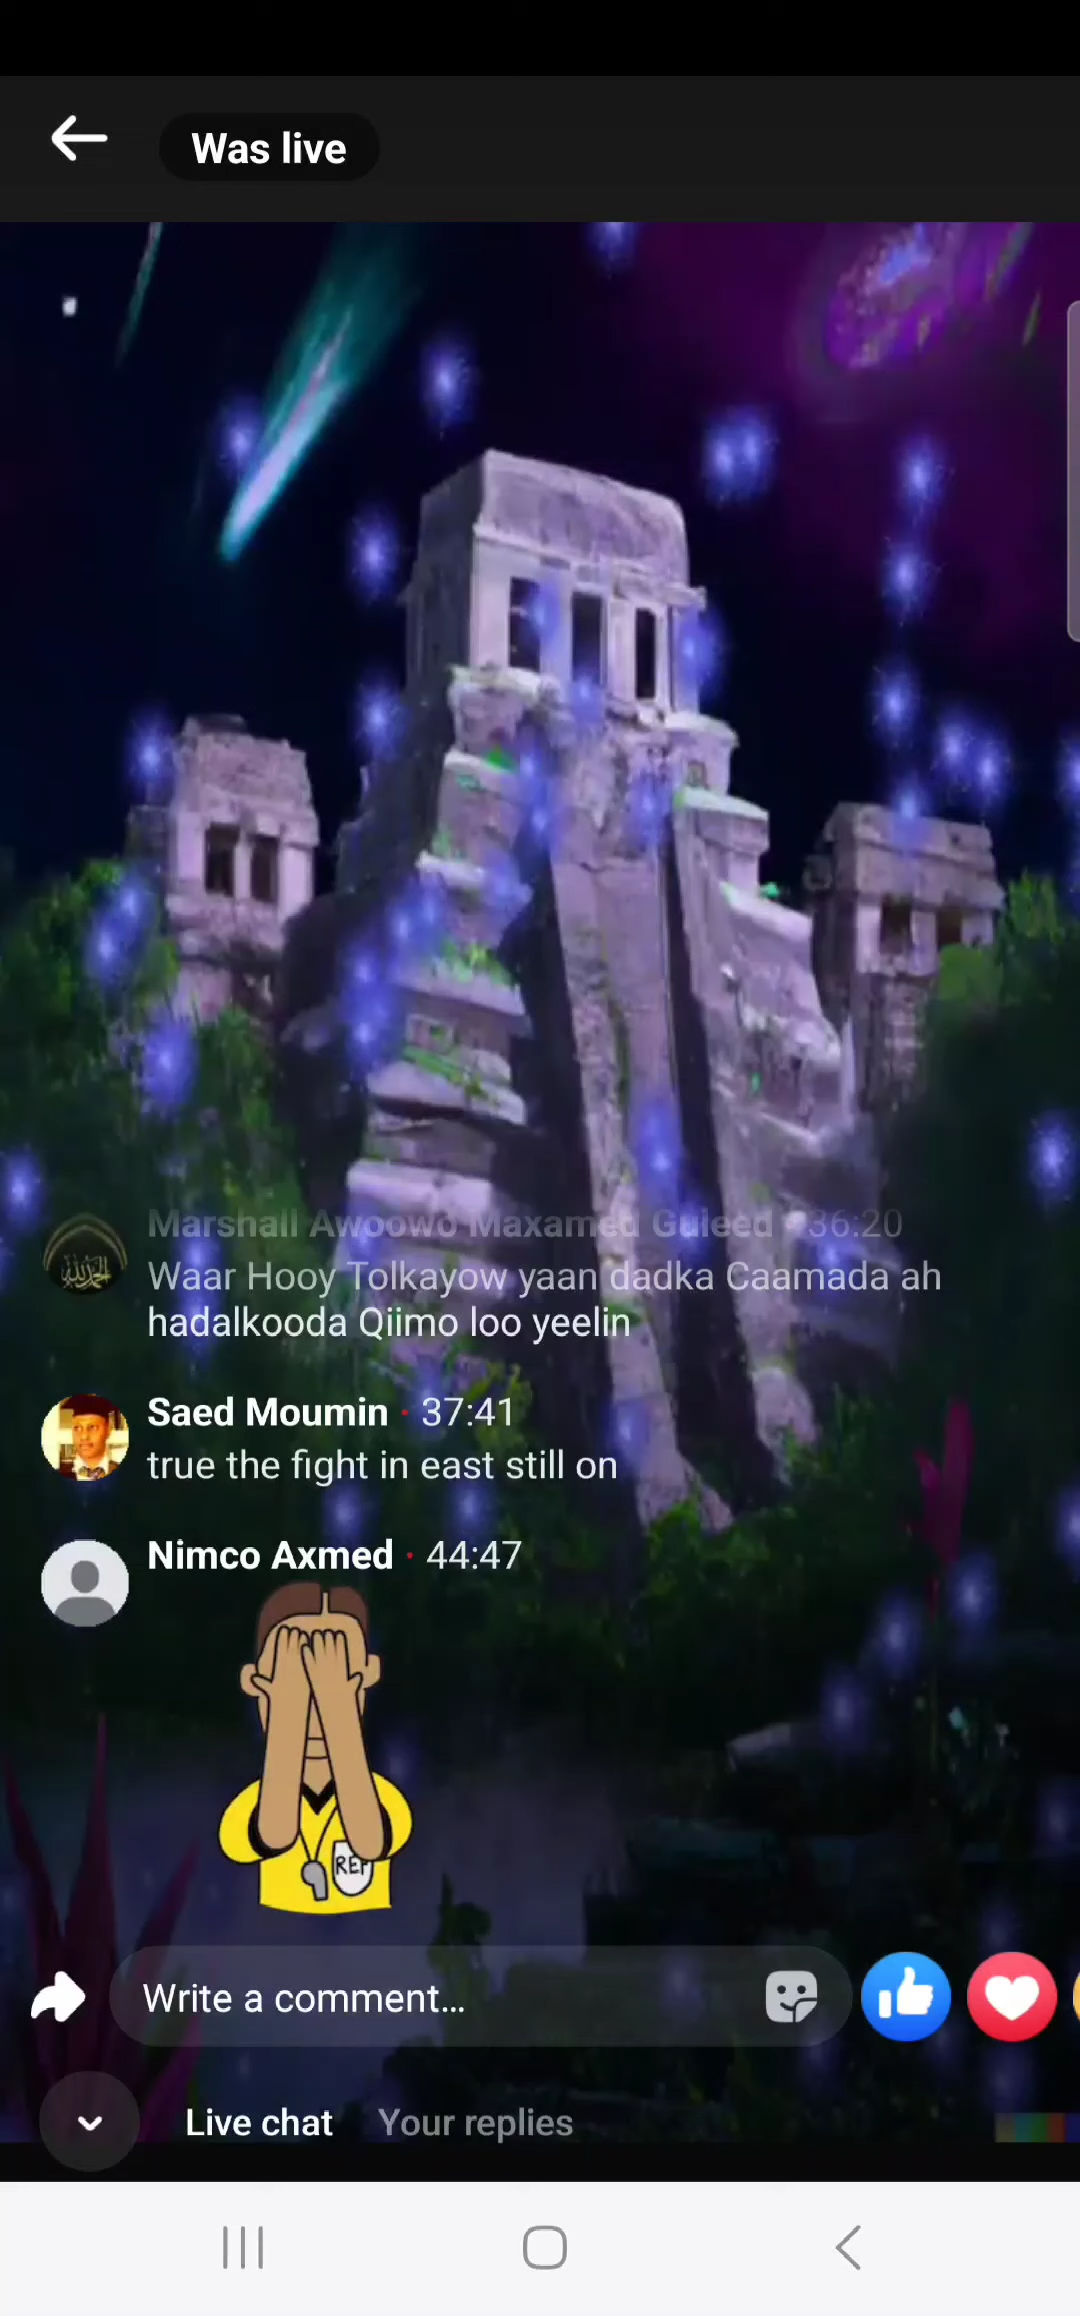 Was live
Marshall Awoowo Maxamed Guleed · 36:20
Waar Hooy Tolkayow yaan dadka Caamada ah
hadalkooda Qiimo loo yeelin
Saed Moumin · 37:41
true the fight in east still on
Nimco Axmed · 44:47
REF
Write a comment...
Live chat Your replies